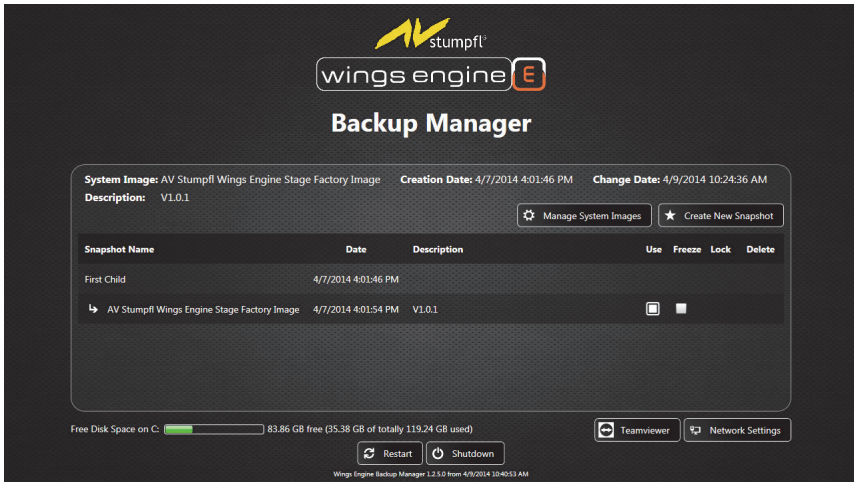 AV stumpfl®
wings engine E
Backup Manager
System Image: AV Stumpfl Wings Engine Stage Factory Image Creation Date: 4/7/2014 4:01:46 PM Change Date: 4/9/2014 10:24:36 AM
Description: V1.0.1
Manage System Images Create New Snapshot
Snapshot Name Date Description Use Freeze Lock Delete
First Child 4/7/2014 4:01:46 PM
AV Stumpfl Wings Engine Stage Factory Image 4/7/2014 4:01:54 PM V1.0.1
Free Disk Space on C: 83.86 GB free (35.38 GB of totally 119.24 GB used) Teamviewer Network Settings
Restart Shutdown
Wings Engine Backup Manager 1.2.5.0 from 4/9/2014 10:40:53 AM